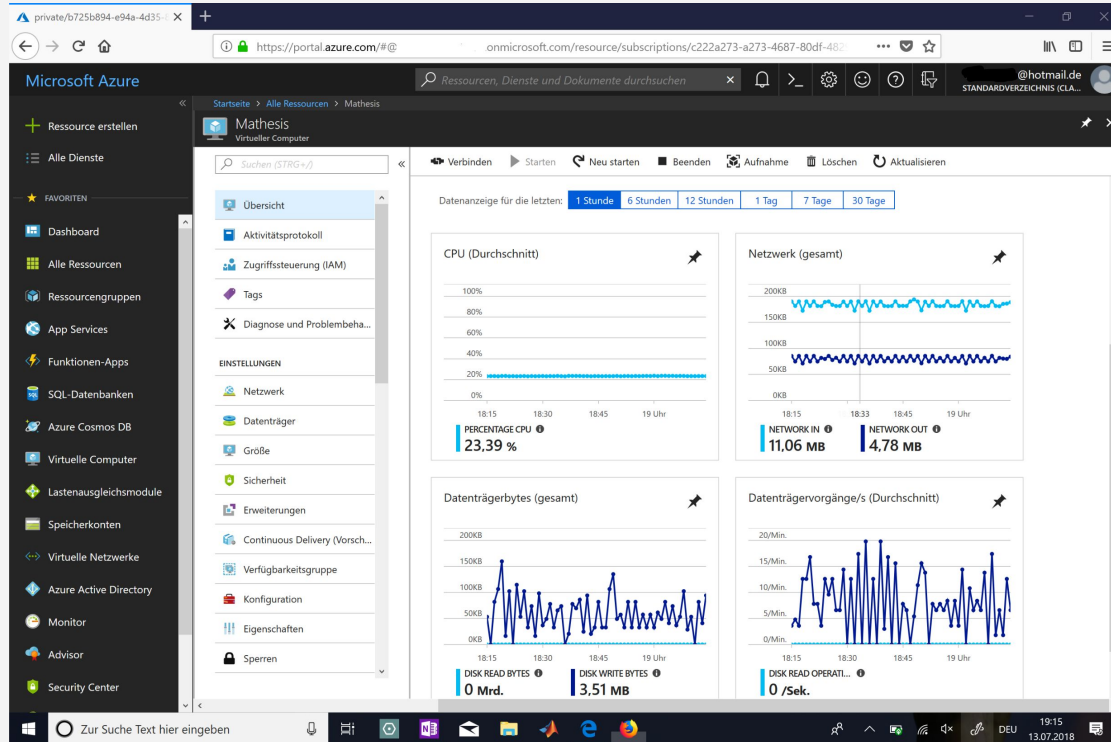 private/b725b894-e94a-4d35-
https://portal.azure.com/#@ onmicrosoft.com/resource/subscriptions/c222a273-a273-4687-80df-482
Microsoft Azure
Ressourcen, Dienste und Dokumente durchsuchen
@hotmail.de
STANDARDVERZEICHNIS (CLA...
Startseite > Alle Ressourcen > Mathesis
Mathesis
Virtueller Computer
Ressource erstellen
Alle Dienste
FAVORITEN
Dashboard
Alle Ressourcen
Ressourcengruppen
App Services
Funktionen-Apps
SQL-Datenbanken
Azure Cosmos DB
Virtuelle Computer
Lastenausgleichsmodule
Speicherkonten
Virtuelle Netzwerke
Azure Active Directory
Monitor
Advisor
Security Center
Suchen (STRG+/)
Übersicht
Aktivitätsprotokoll
Zugriffssteuerung (IAM)
Tags
Diagnose und Problembeha...
EINSTELLUNGEN
Netzwerk
Datenträger
Größe
Sicherheit
Erweiterungen
Continuous Delivery (Vorsch...
Verfügbarkeitsgruppe
Konfiguration
Eigenschaften
Sperren
Verbinden Starten Neu starten Beenden Aufnahme Löschen Aktualisieren
Datenanzeige für die letzten: 1 Stunde 6 Stunden 12 Stunden 1 Tag 7 Tage 30 Tage
CPU (Durchschnitt)
100%
80%
60%
40%
20%
0%
18:15 18:30 18:45 19 Uhr
PERCENTAGE CPU
23,39 %
Netzwerk (gesamt)
200KB
150KB
100KB
50KB
0KB
18:15 18:33 18:45 19 Uhr
NETWORK IN NETWORK OUT
11,06 MB 4,78 MB
Datenträgerbytes (gesamt)
200KB
150KB
100KB
50KB
0KB
18:15 18:30 18:45 19 Uhr
DISK READ BYTES DISK WRITE BYTES
0 Mrd. 3,51 MB
Datenträgervorgänge/s (Durchschnitt)
20/Min.
15/Min.
10/Min.
5/Min.
0/Min.
18:15 18:30 18:45 19 Uhr
DISK READ OPERATI...
0 /Sek.
Zur Suche Text hier eingeben
DEU
19:15
13.07.2018